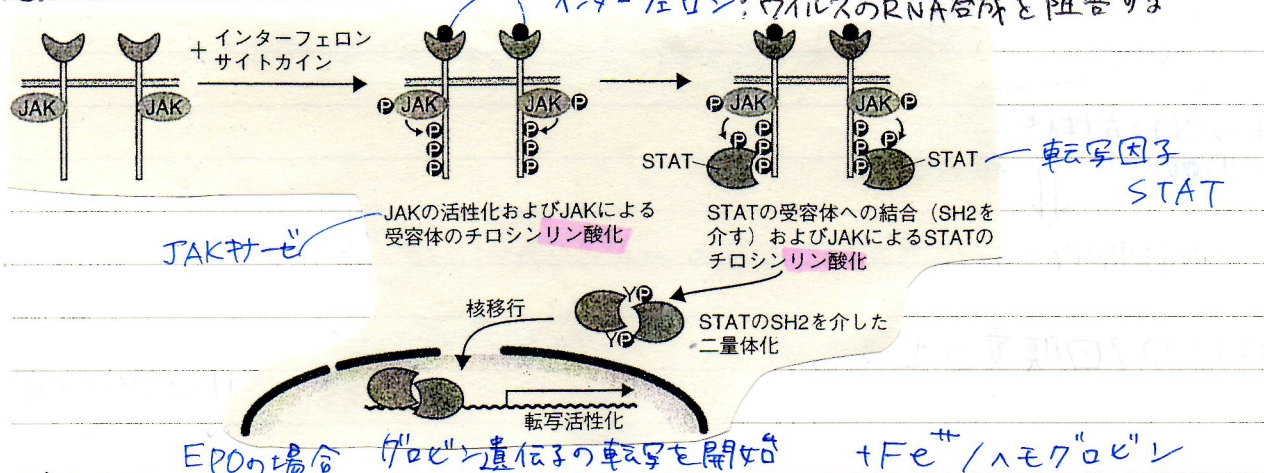 インターフェロン:ウイルスのRNA合成を阻害する
+ インターフェロン
サイトカイン
JAK JAK
P JAK JAK P
P P
P P
P P
P JAK JAK P
P P
P P
P P
P P
STAT STAT
転写因子
STAT
JAKの活性化およびJAKによる
受容体のチロシンリン酸化
JAKキナーゼ
STATの受容体への結合(SH2を
介す)およびJAKによるSTATの
チロシンリン酸化
核移行
YP
YP
STATのSH2を介した
二量体化
転写活性化
EPOの場合 グロビン遺伝子の転写を開始 +Fe++/ヘモグロビン